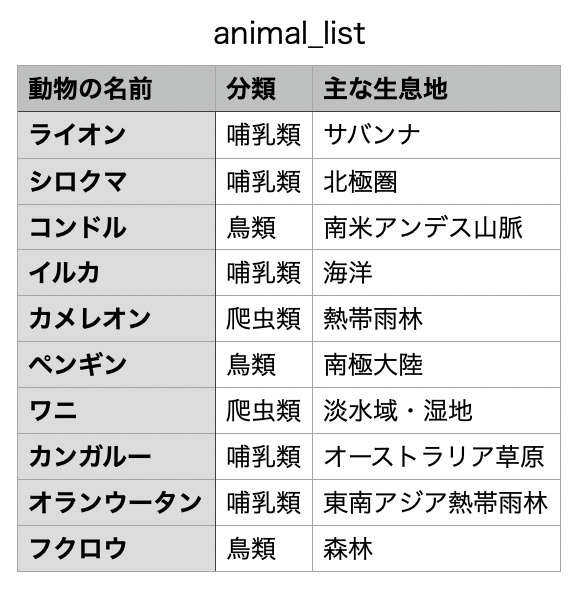 animal_list
動物の名前 分類 主な生息地
ライオン 哺乳類 サバンナ
シロクマ 哺乳類 北極圏
コンドル 鳥類 南米アンデス山脈
イルカ 哺乳類 海洋
カメレオン 爬虫類 熱帯雨林
ペンギン 鳥類 南極大陸
ワニ 爬虫類 淡水域・湿地
カンガルー 哺乳類 オーストラリア草原
オランウータン 哺乳類 東南アジア熱帯雨林
フクロウ 鳥類 森林